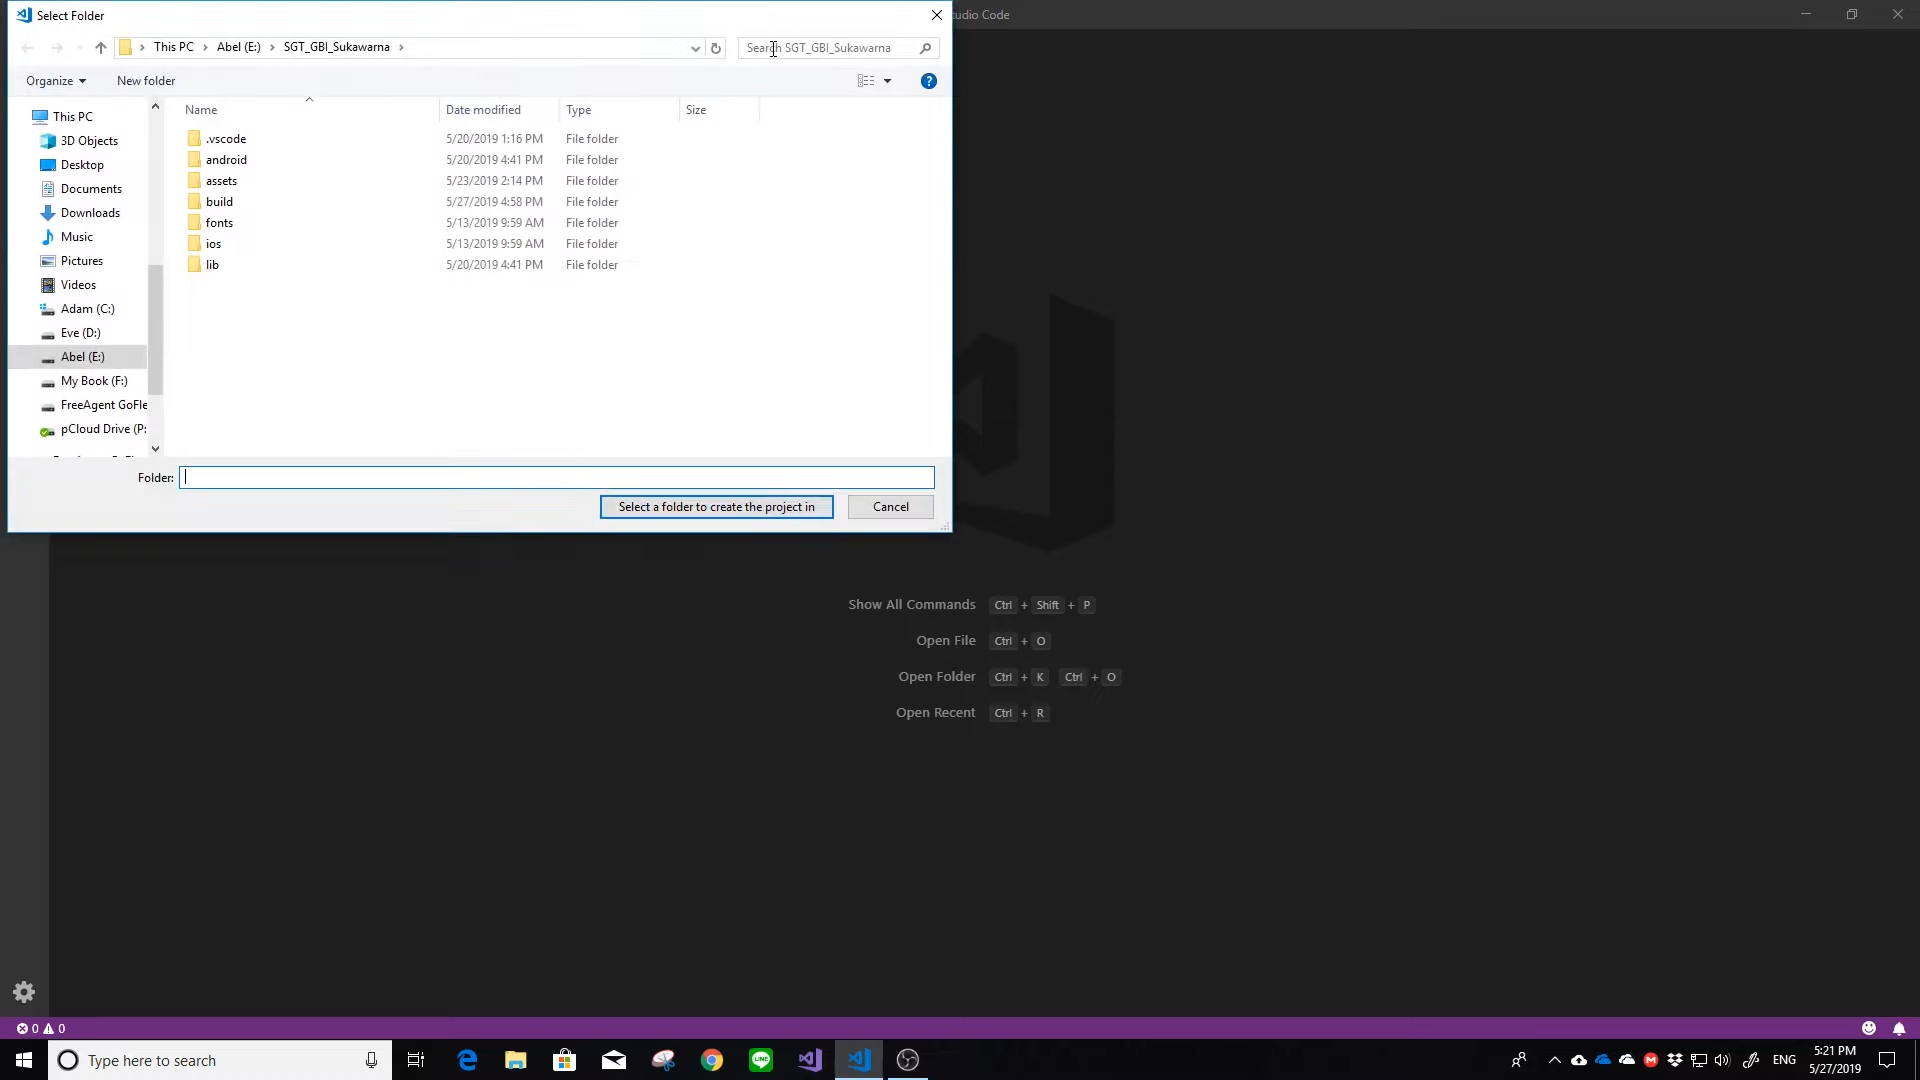 Select Folder
tudio Code
This PC > Abel (E:) > SGT_GBI_Sukawarna >
Search SGT_GBI_Sukawarna
Organize
New folder
Name
Date modified
Type
Size
This PC
3D Objects
Desktop
Documents
Downloads
Music
Pictures
Videos
Adam (C:)
Eve (D:)
Abel (E:)
My Book (F:)
FreeAgent GoFle
pCloud Drive (P:
.vscode 5/20/2019 1:16 PM File folder
android 5/20/2019 4:41 PM File folder
assets 5/23/2019 2:14 PM File folder
build 5/27/2019 4:58 PM File folder
fonts 5/13/2019 9:59 AM File folder
ios 5/13/2019 9:59 AM File folder
lib 5/20/2019 4:41 PM File folder
Folder:
Select a folder to create the project in
Cancel
Show All Commands Ctrl + Shift + P
Open File Ctrl + O
Open Folder Ctrl + K Ctrl + O
Open Recent Ctrl + R
0 0
Type here to search
LINE
ENG
5:21 PM
5/27/2019